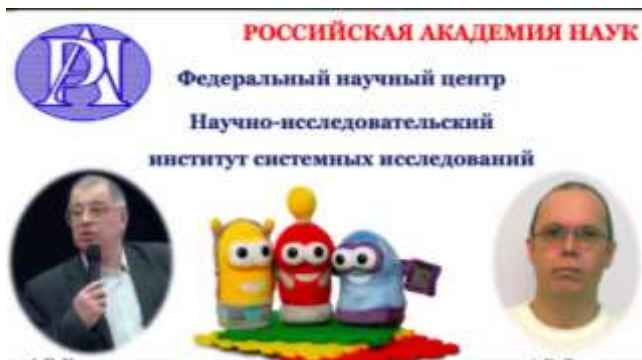 РОССИЙСКАЯ АКАДЕМИЯ НАУК
Федеральный научный центр
Научно-исследовательский
институт системных исследований